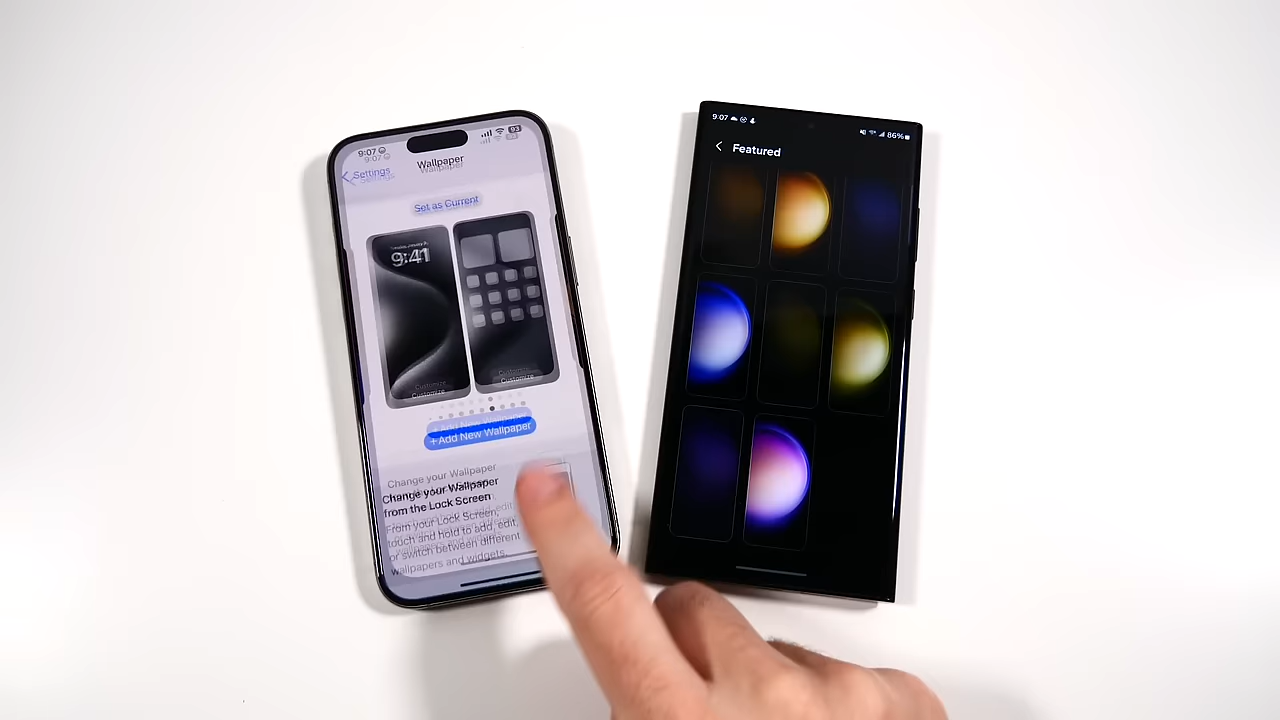 9:07
93
Wallpaper
Settings
Set as Current
9:41
Customize
Customize
+ Add New Wallpaper
Change your Wallpaper
from the Lock Screen
From your Lock Screen,
touch and hold to add, edit,
or switch between different
wallpapers and widgets.
9:07
86%
Featured